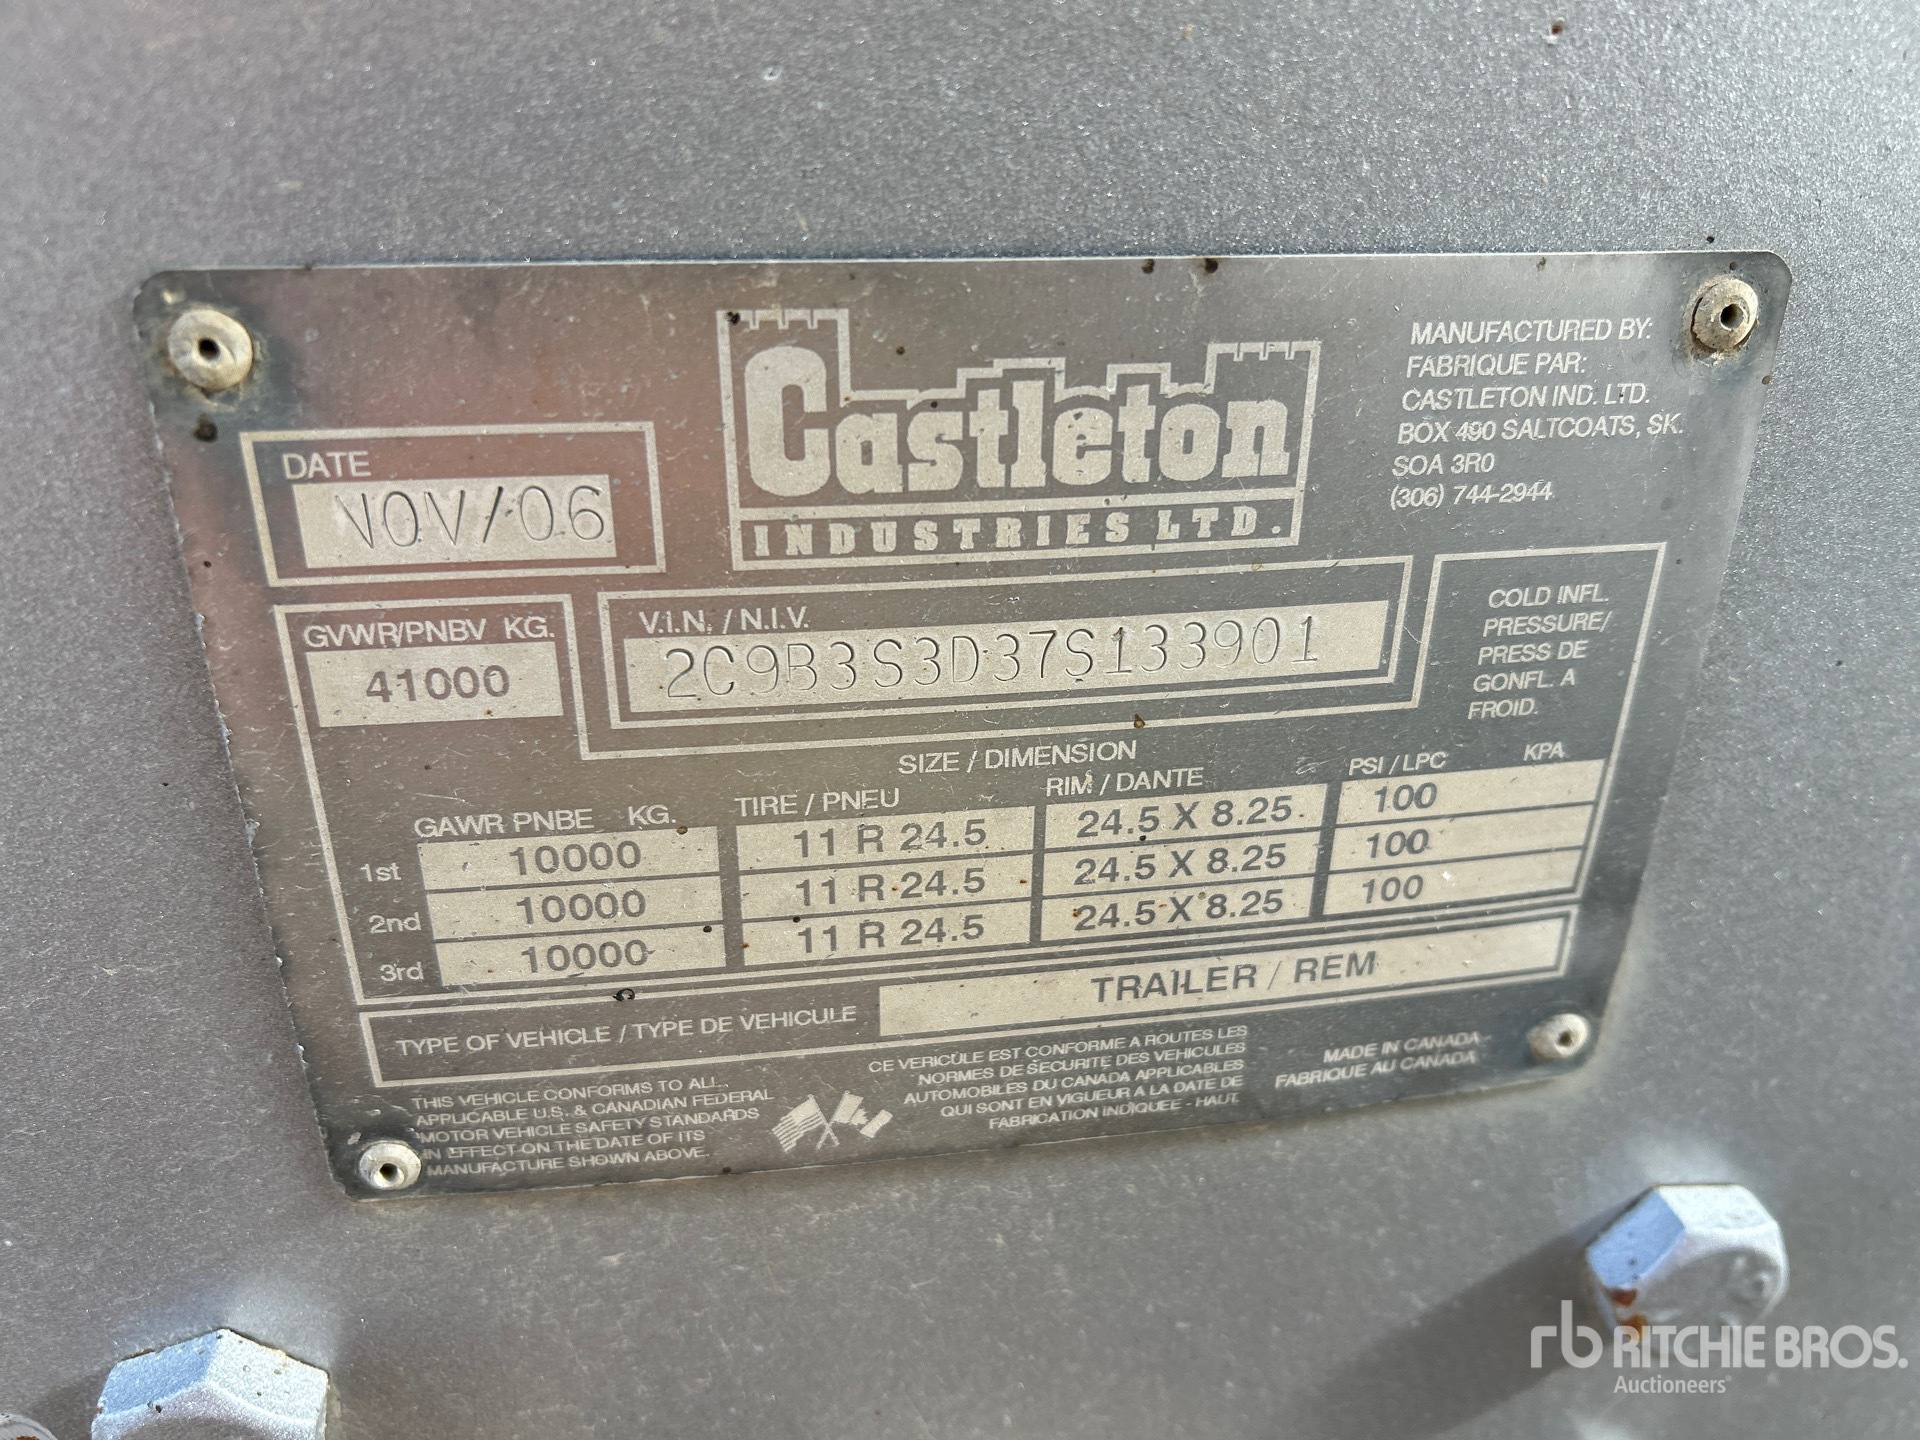 Castleton
INDUSTRIES LTD.
MANUFACTURED BY:
FABRIQUE PAR:
CASTLETON IND. LTD.
BOX 490 SALTCOATS, SK.
SOA 3R0
(306) 744-2944
DATE
NOV/06
GVWR/PNBV KG.
41000
V.I.N. / N.I.V.
2C9B3S3D37S133901
COLD INFL.
PRESSURE/
PRESS DE
GONFL. A
FROID.
SIZE / DIMENSION
GAWR PNBE KG. TIRE / PNEU RIM / DANTE PSI / LPC KPA
1st 10000 11 R 24.5 24.5 X 8.25 100
2nd 10000 11 R 24.5 24.5 X 8.25 100
3rd 10000 11 R 24.5 24.5 X 8.25 100
TYPE OF VEHICLE / TYPE DE VEHICULE TRAILER / REM
THIS VEHICLE CONFORMS TO ALL
APPLICABLE U.S. & CANADIAN FEDERAL
MOTOR VEHICLE SAFETY STANDARDS
IN EFFECT ON THE DATE OF ITS
MANUFACTURE SHOWN ABOVE.
CE VERICULE EST CONFORME A ROUTES LES
NORMES DE SECURITE DES VEHICULES
AUTOMOBILES DU CANADA APPLICABLES
QUI SONT EN VIGUEUR A LA DATE DE
FABRICATION INDIQUEE - HAUT.
MADE IN CANADA -
FABRIQUE AU CANADA
rb RITCHIE BROS.
Auctioneers